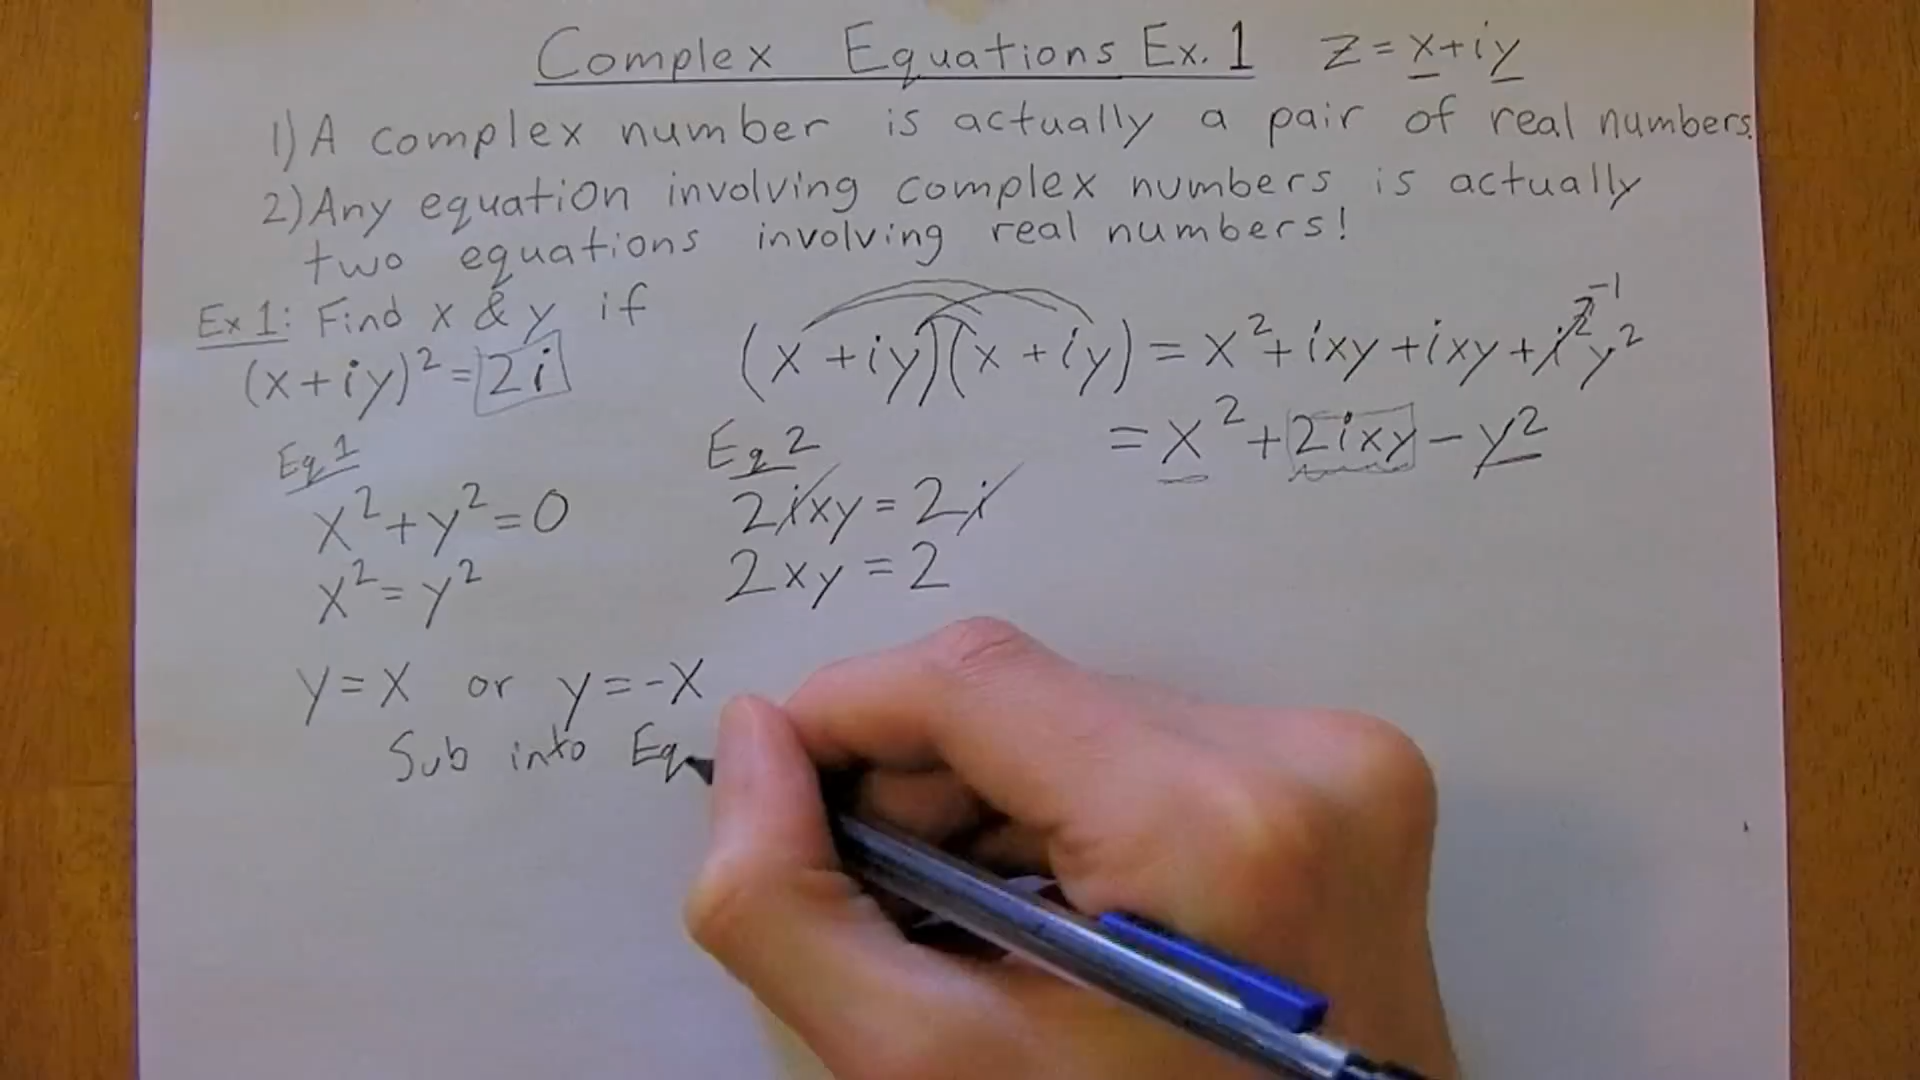 Complex Equations Ex. 1 z = x + iy
1) A complex number is actually a pair of real numbers.
2) Any equation involving complex numbers is actually
two equations involving real numbers!
Ex 1: Find x & y if
(x + iy)² = 2i
(x + iy)(x + iy) = x² + ixy + ixy + i²y²
-1
= x² + 2ixy - y²
Eq 1
x² + y² = 0
x² = y²
Eq 2
2ixy = 2i
2xy = 2
y = x or y = -x
Sub into Eq